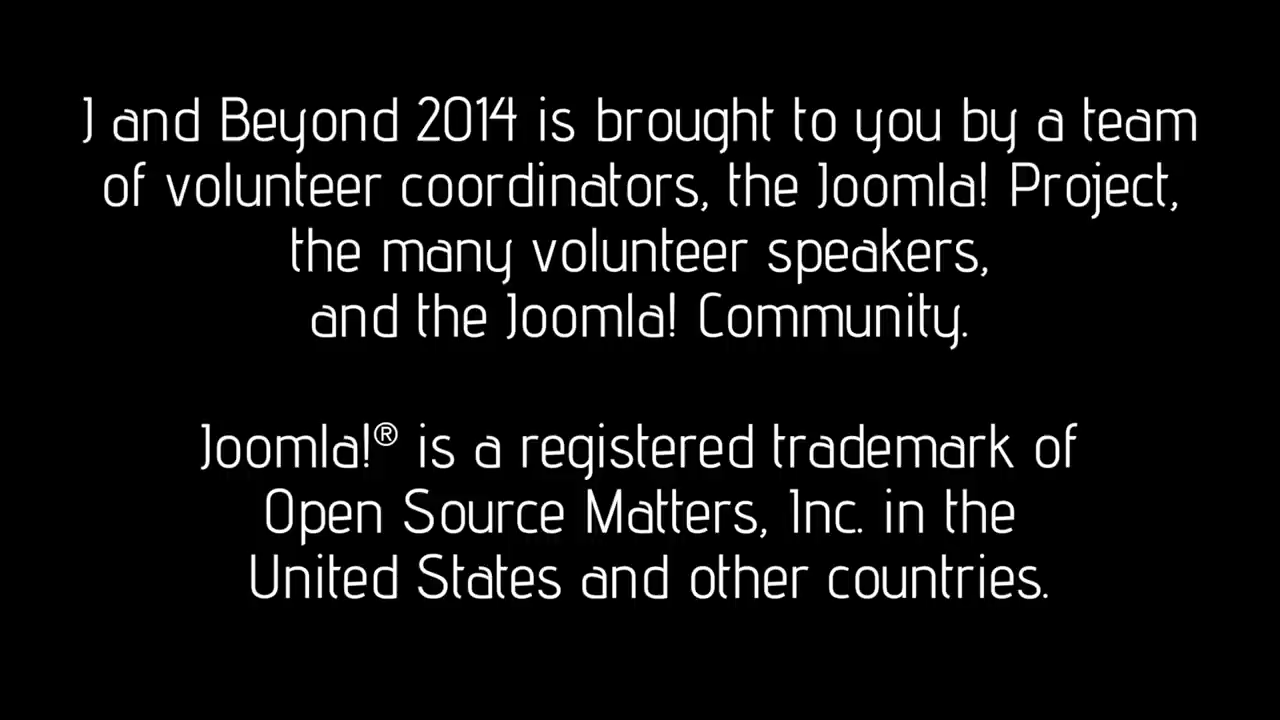 J and Beyond 2014 is brought to you by a team
of volunteer coordinators, the Joomla! Project,
the many volunteer speakers,
and the Joomla! Community.
Joomla!® is a registered trademark of
Open Source Matters, Inc. in the
United States and other countries.